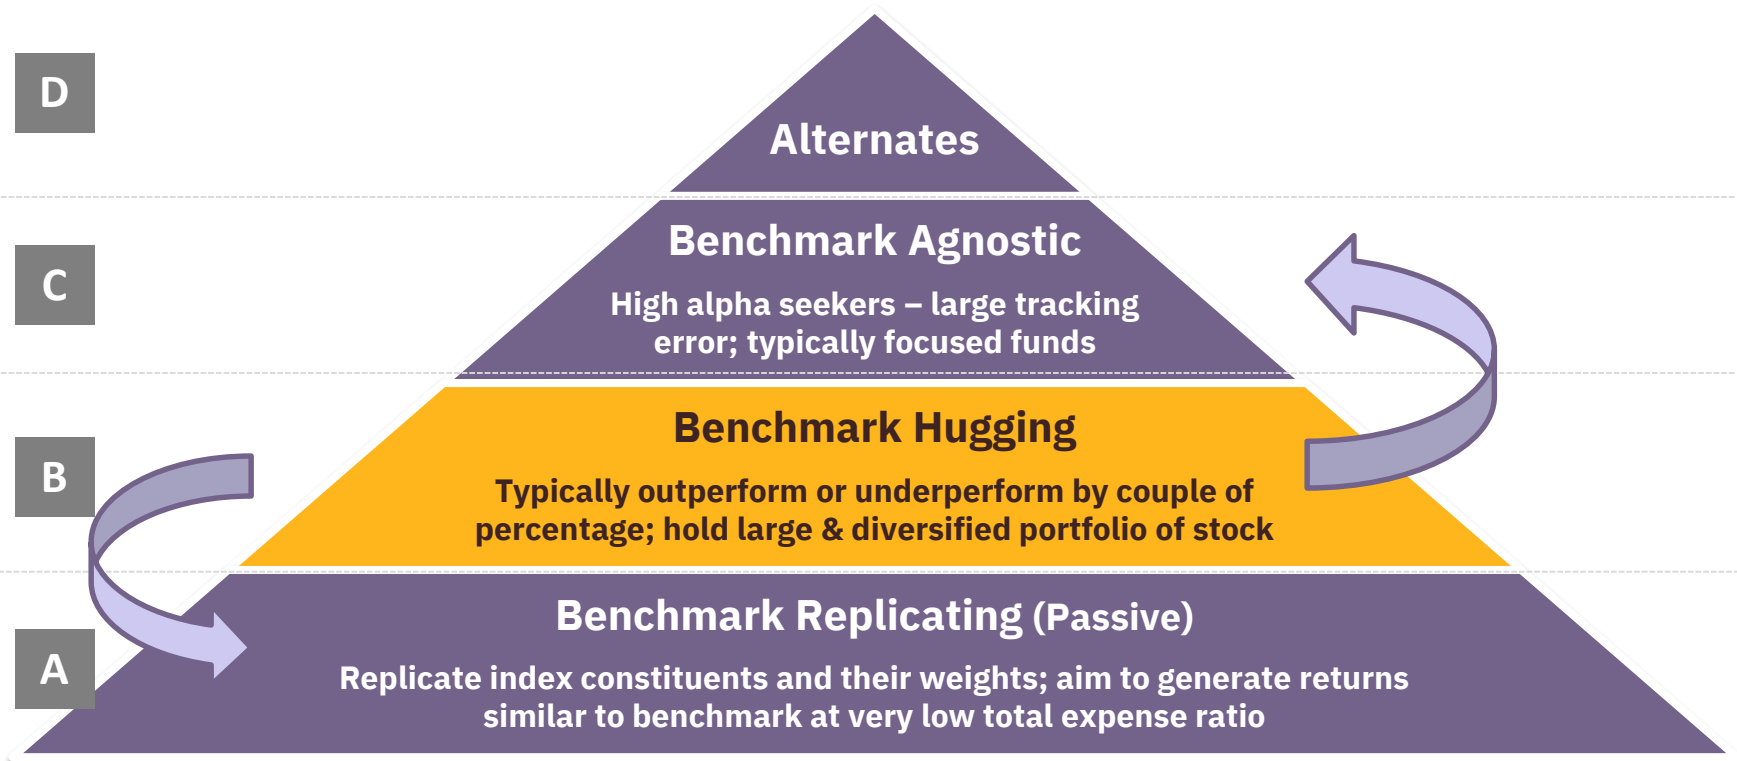 D
Alternates
C
Benchmark Agnostic
High alpha seekers – large tracking
error; typically focused funds
B
Benchmark Hugging
Typically outperform or underperform by couple of
percentage; hold large & diversified portfolio of stock
A
Benchmark Replicating (Passive)
Replicate index constituents and their weights; aim to generate returns
similar to benchmark at very low total expense ratio